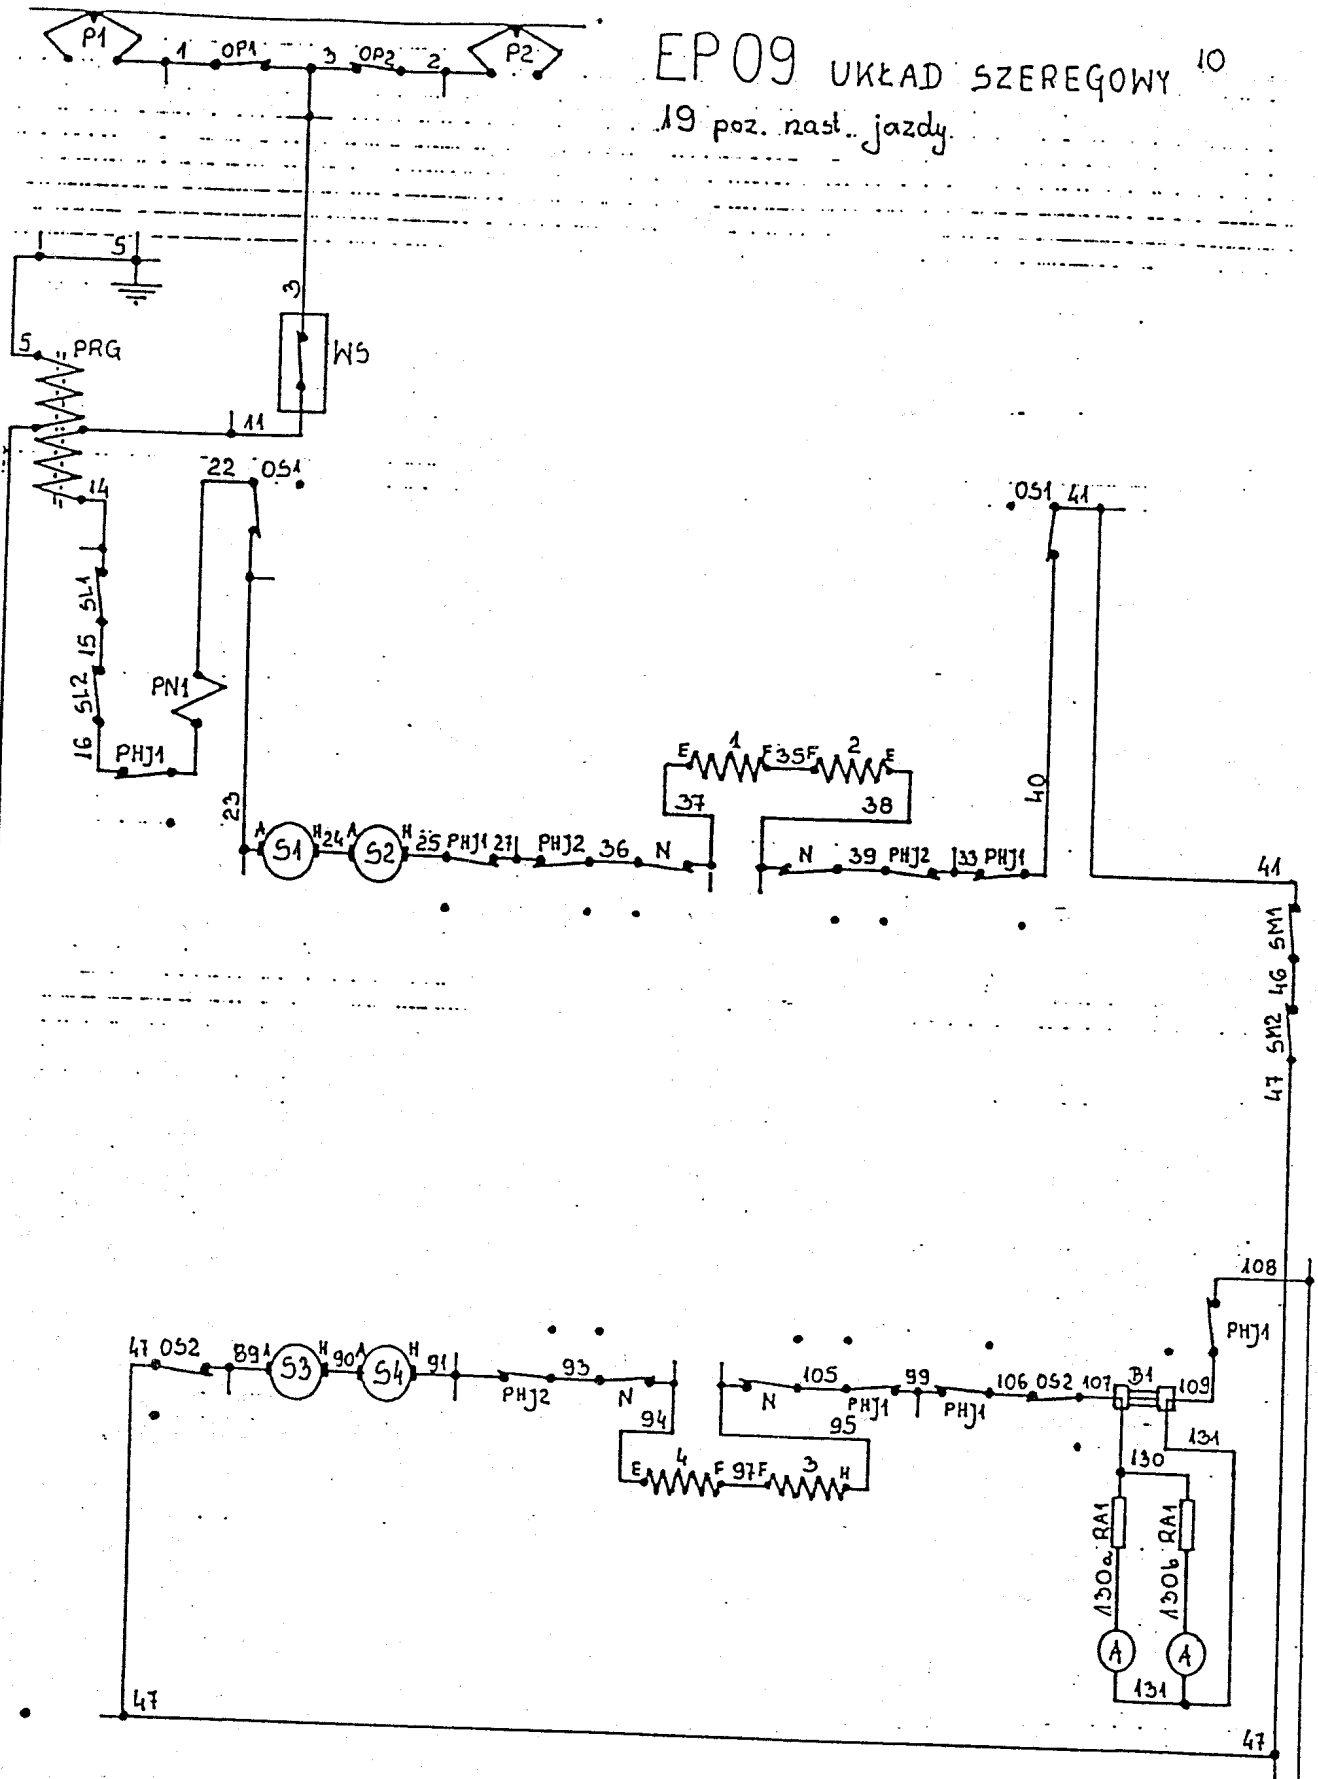 EP09 UKŁAD SZEREGOWY 10
19 poz. nast. jazdy.
P1 1 OP1 3 OP2 2 P2
5
3
5 PRG WS
11
14 22 OS1
OS1 41
SL1
15
SL2 PN1
16 PHJ1
23
40
E 1 F 35 F 2 E
37 38
A S1 H 24 A S2 H 25 PHJ1 27 PHJ2 36 N
N 39 PHJ2 33 PHJ1
41
SM1
46
SM2
47
108
PHJ1
47 OS2 89 A S3 H 90 A S4 H 91 PHJ2 93 N
N 105 PHJ1 99 PHJ1 106 OS2 107 B1 109
94 95
E 4 F 97 F 3 H
131
130
RA1 RA1
130a 130b
A A
131
47
47